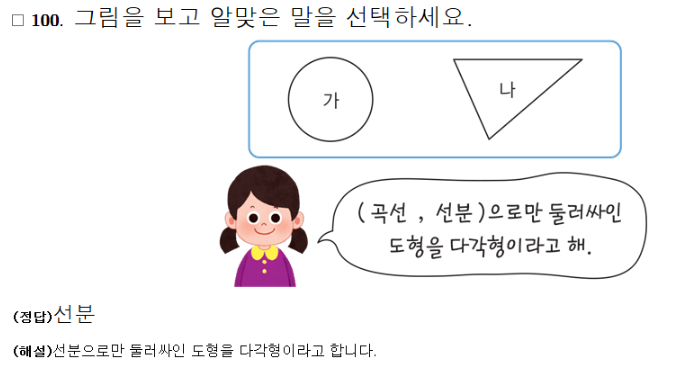 □ 100. 그림을 보고 알맞은 말을 선택하세요.
가
나
( 곡선 , 선분 )으로만 둘러싸인
도형을 다각형이라고 해.
(정답)선분
(해설)선분으로만 둘러싸인 도형을 다각형이라고 합니다.